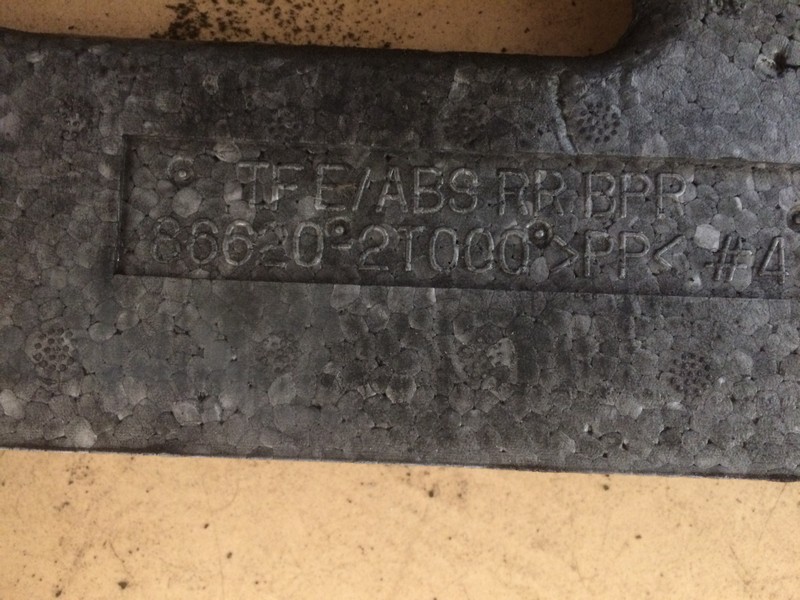 TF E/ABS RR BPR
86620-2T000 >PP< #4